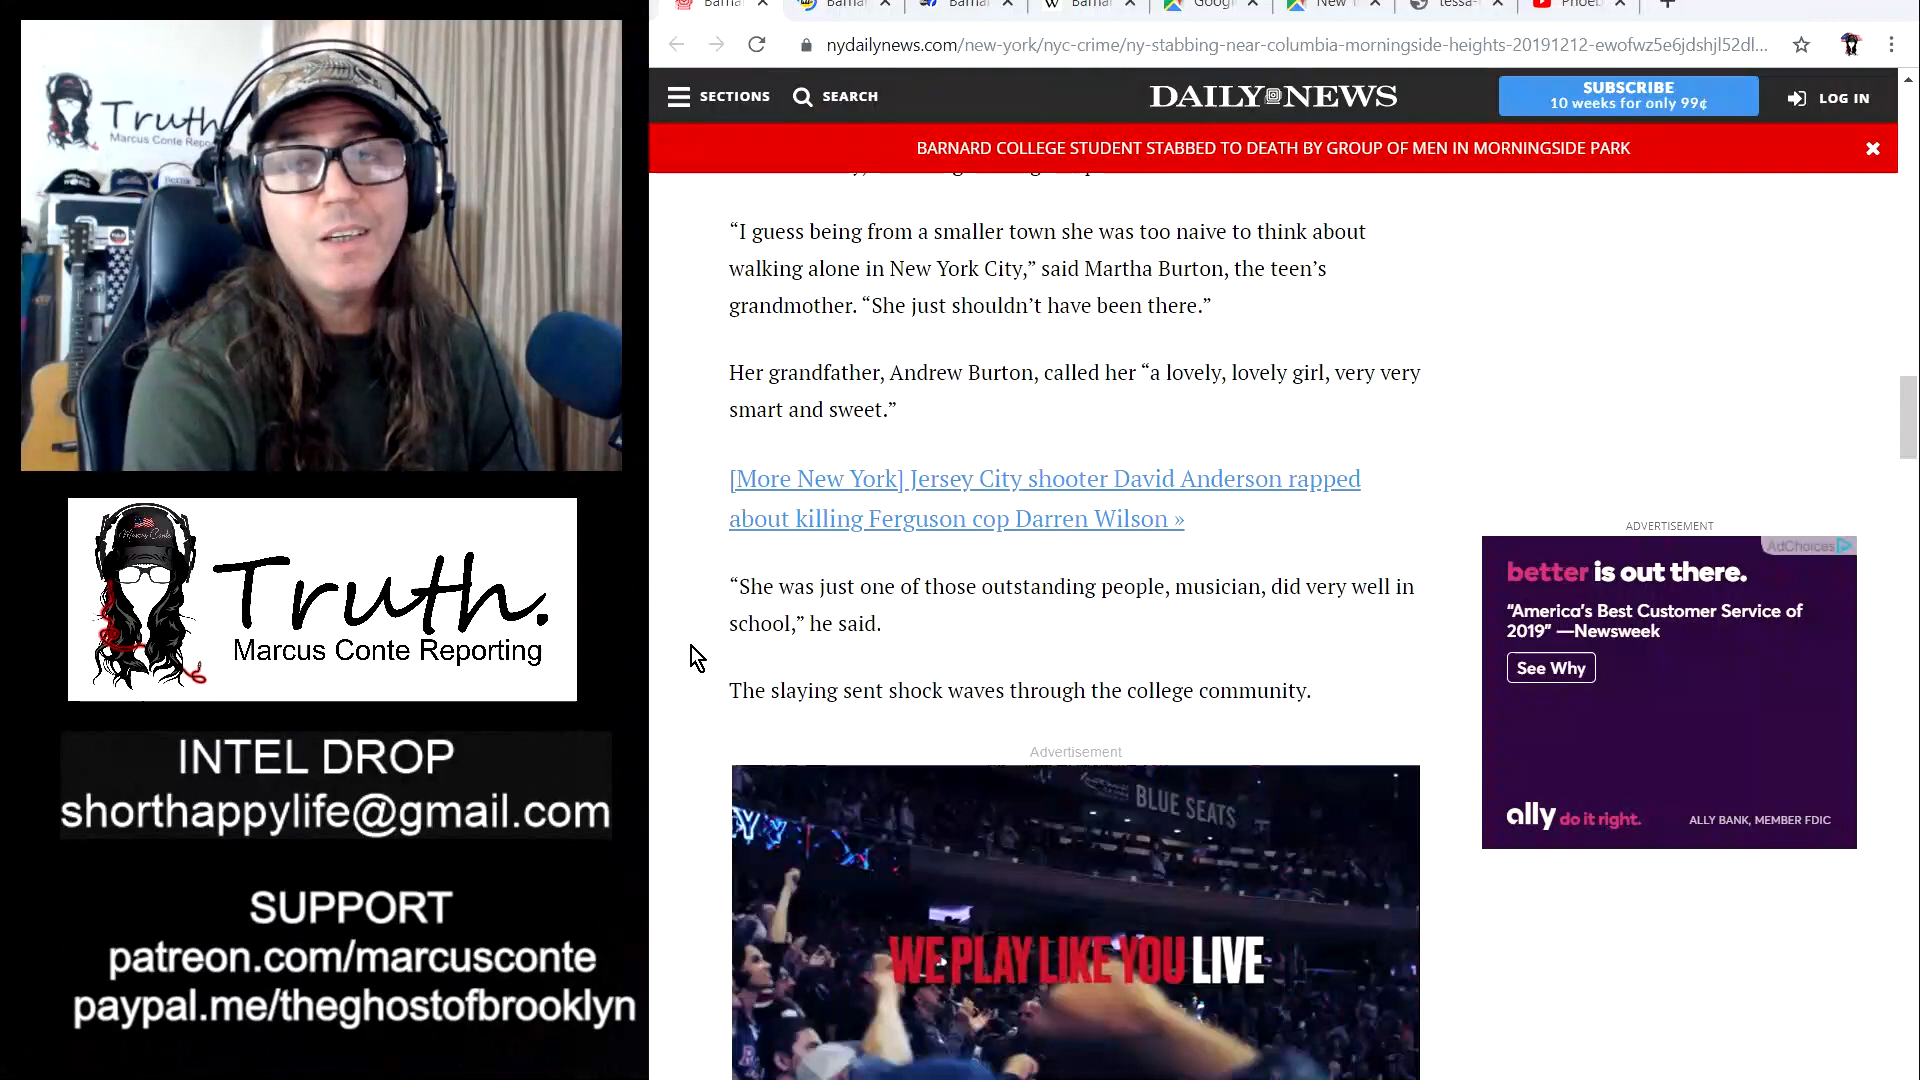 Truth.
Marcus Conte Reporting
Truth.
Marcus Conte Reporting
INTEL DROP
shorthappylife@gmail.com
SUPPORT
patreon.com/marcusconte
paypal.me/theghostofbrooklyn
nydailynews.com/new-york/nyc-crime/ny-stabbing-near-columbia-morningside-heights-20191212-ewofwz5e6jdshjl52dl...
SECTIONS
SEARCH
DAILY NEWS
SUBSCRIBE
10 weeks for only 99¢
LOG IN
BARNARD COLLEGE STUDENT STABBED TO DEATH BY GROUP OF MEN IN MORNINGSIDE PARK
“I guess being from a smaller town she was too naive to think about
walking alone in New York City,” said Martha Burton, the teen’s
grandmother. “She just shouldn’t have been there.”
Her grandfather, Andrew Burton, called her “a lovely, lovely girl, very very
smart and sweet.”
[More New York] Jersey City shooter David Anderson rapped
about killing Ferguson cop Darren Wilson »
“She was just one of those outstanding people, musician, did very well in
school,” he said.
The slaying sent shock waves through the college community.
Advertisement
BLUE SEATS
WE PLAY LIKE YOU LIVE
ADVERTISEMENT
AdChoices
better is out there.
“America’s Best Customer Service of
2019” —Newsweek
See Why
ally do it right.
ALLY BANK, MEMBER FDIC